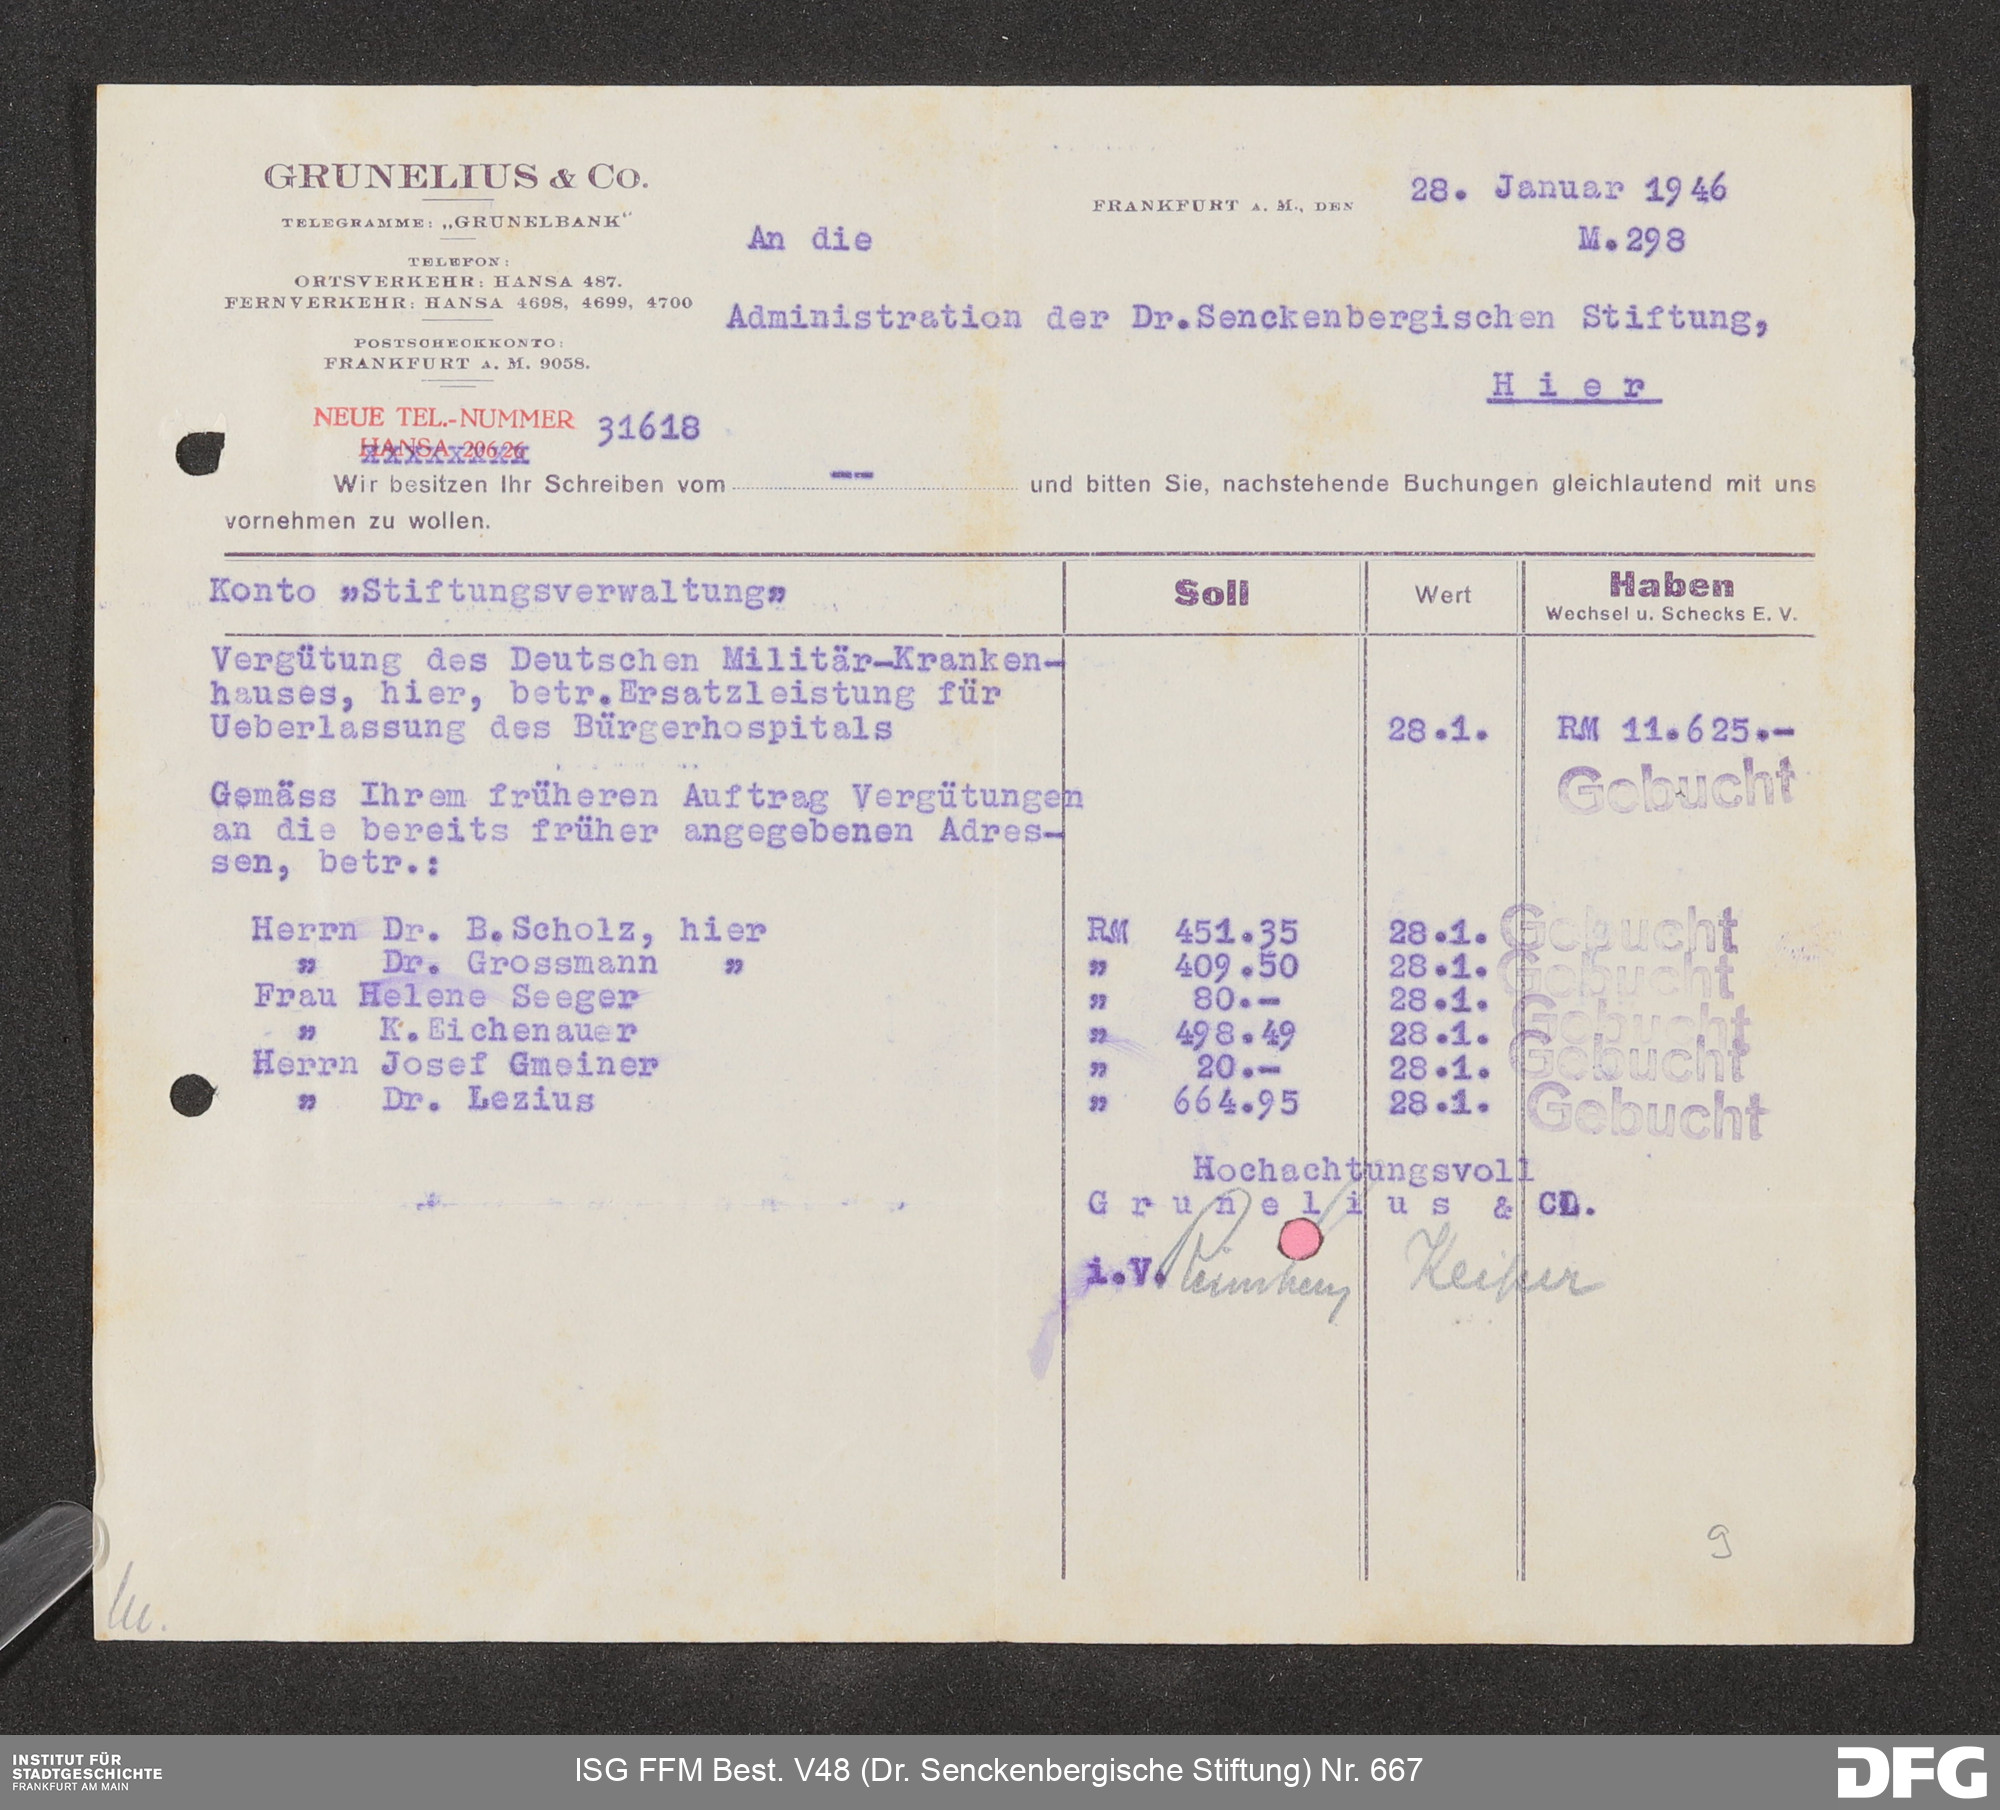 GRUNELIUS & CO.
TELEGRAMME: „GRUNELBANK“
TELEFON:
ORTSVERKEHR: HANSA 487.
FERNVERKEHR: HANSA 4698, 4699, 4700
POSTSCHECKKONTO:
FRANKFURT A. M. 9058.
NEUE TEL.-NUMMER 31618
HANSA 20626
FRANKFURT A. M., DEN 28. Januar 1946
An die M.298
Administration der Dr.Senckenbergischen Stiftung,
Hier
Wir besitzen Ihr Schreiben vom -- und bitten Sie, nachstehende Buchungen gleichlautend mit uns
vornehmen zu wollen.
Konto "Stiftungsverwaltung" Soll Wert Haben
Wechsel u. Schecks E. V.
Vergütung des Deutschen Militär-Kranken-
hauses, hier, betr.Ersatzleistung für
Ueberlassung des Bürgerhospitals 28.1. RM 11.625.-
Gebucht
Gemäss Ihrem früheren Auftrag Vergütungen
an die bereits früher angegebenen Adres-
sen, betr.:
Herrn Dr. B.Scholz, hier RM 451.35 28.1. Gebucht
" Dr. Grossmann " " 409.50 28.1. Gebucht
Frau Helene Seeger " 80.- 28.1. Gebucht
" K.Eichenauer " 498.49 28.1. Gebucht
Herrn Josef Gmeiner " 20.- 28.1.
" Dr. Lezius " 664.95 28.1. Gebucht
Hochachtungsvoll
Grunelius & Co.
i.V. Keiper
9
INSTITUT FÜR
STADTGESCHICHTE
FRANKFURT AM MAIN
ISG FFM Best. V48 (Dr. Senckenbergische Stiftung) Nr. 667
DFG